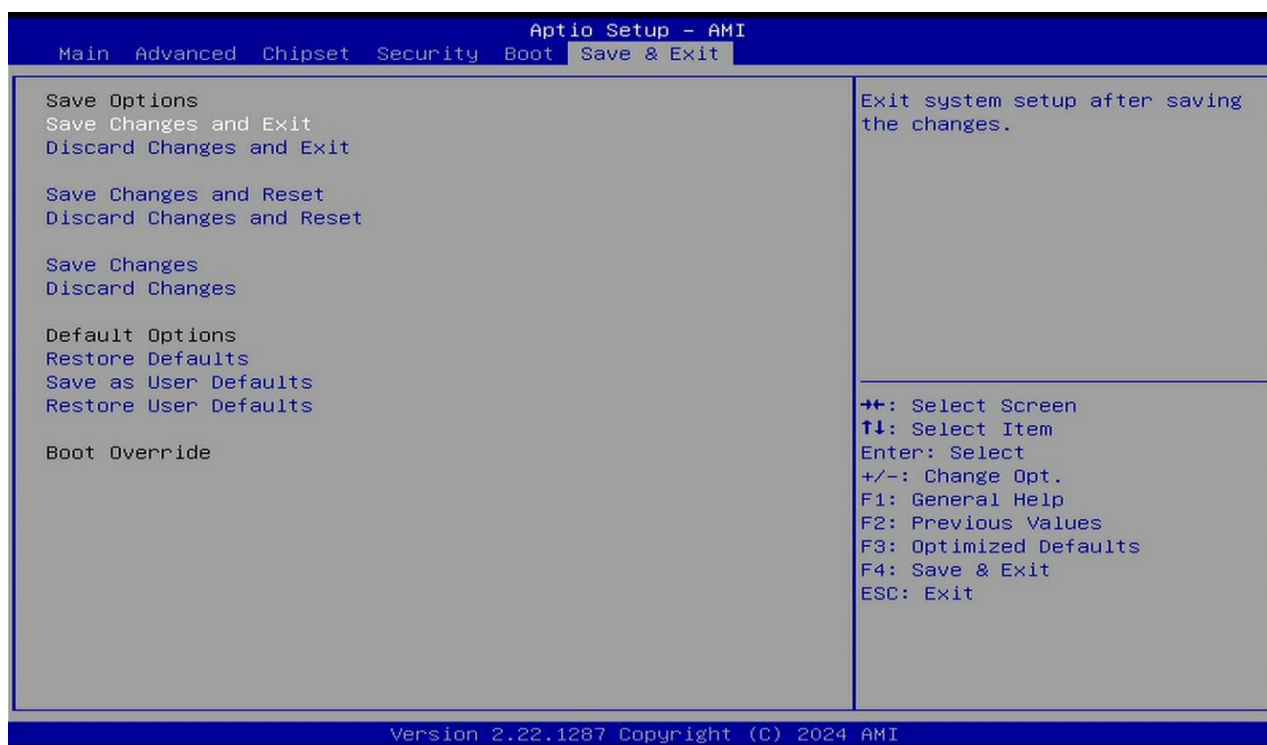 Aptio Setup – AMI
Main Advanced Chipset Security Boot Save & Exit
Save Options
Save Changes and Exit
Discard Changes and Exit
Save Changes and Reset
Discard Changes and Reset
Save Changes
Discard Changes
Default Options
Restore Defaults
Save as User Defaults
Restore User Defaults
Boot Override
Exit system setup after saving
the changes.
→←: Select Screen
↑↓: Select Item
Enter: Select
+/-: Change Opt.
F1: General Help
F2: Previous Values
F3: Optimized Defaults
F4: Save & Exit
ESC: Exit
Version 2.22.1287 Copyright (C) 2024 AMI